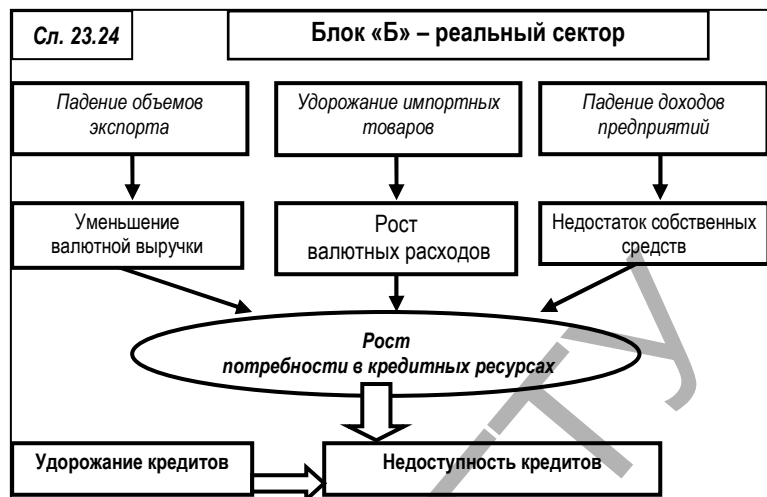 Сл. 23.24
Блок «Б» – реальный сектор
Падение объемов
экспорта
Удорожание импортных
товаров
Падение доходов
предприятий
Уменьшение
валютной выручки
Рост
валютных расходов
Недостаток собственных
средств
Рост
потребности в кредитных ресурсах
Удорожание кредитов
Недоступность кредитов